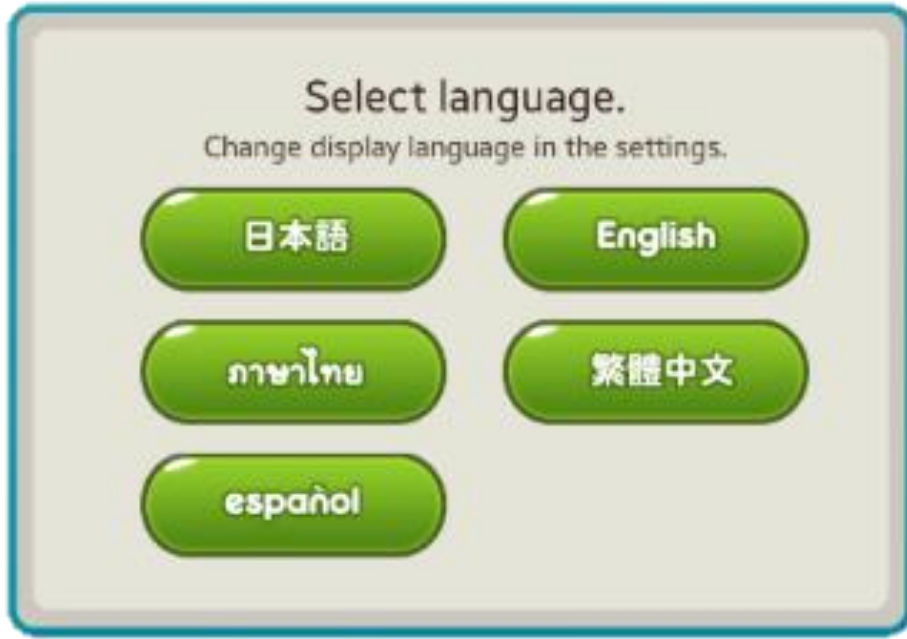 Select language.
Change display language in the settings.
日本語
English
ภาษาไทย
繁體中文
español